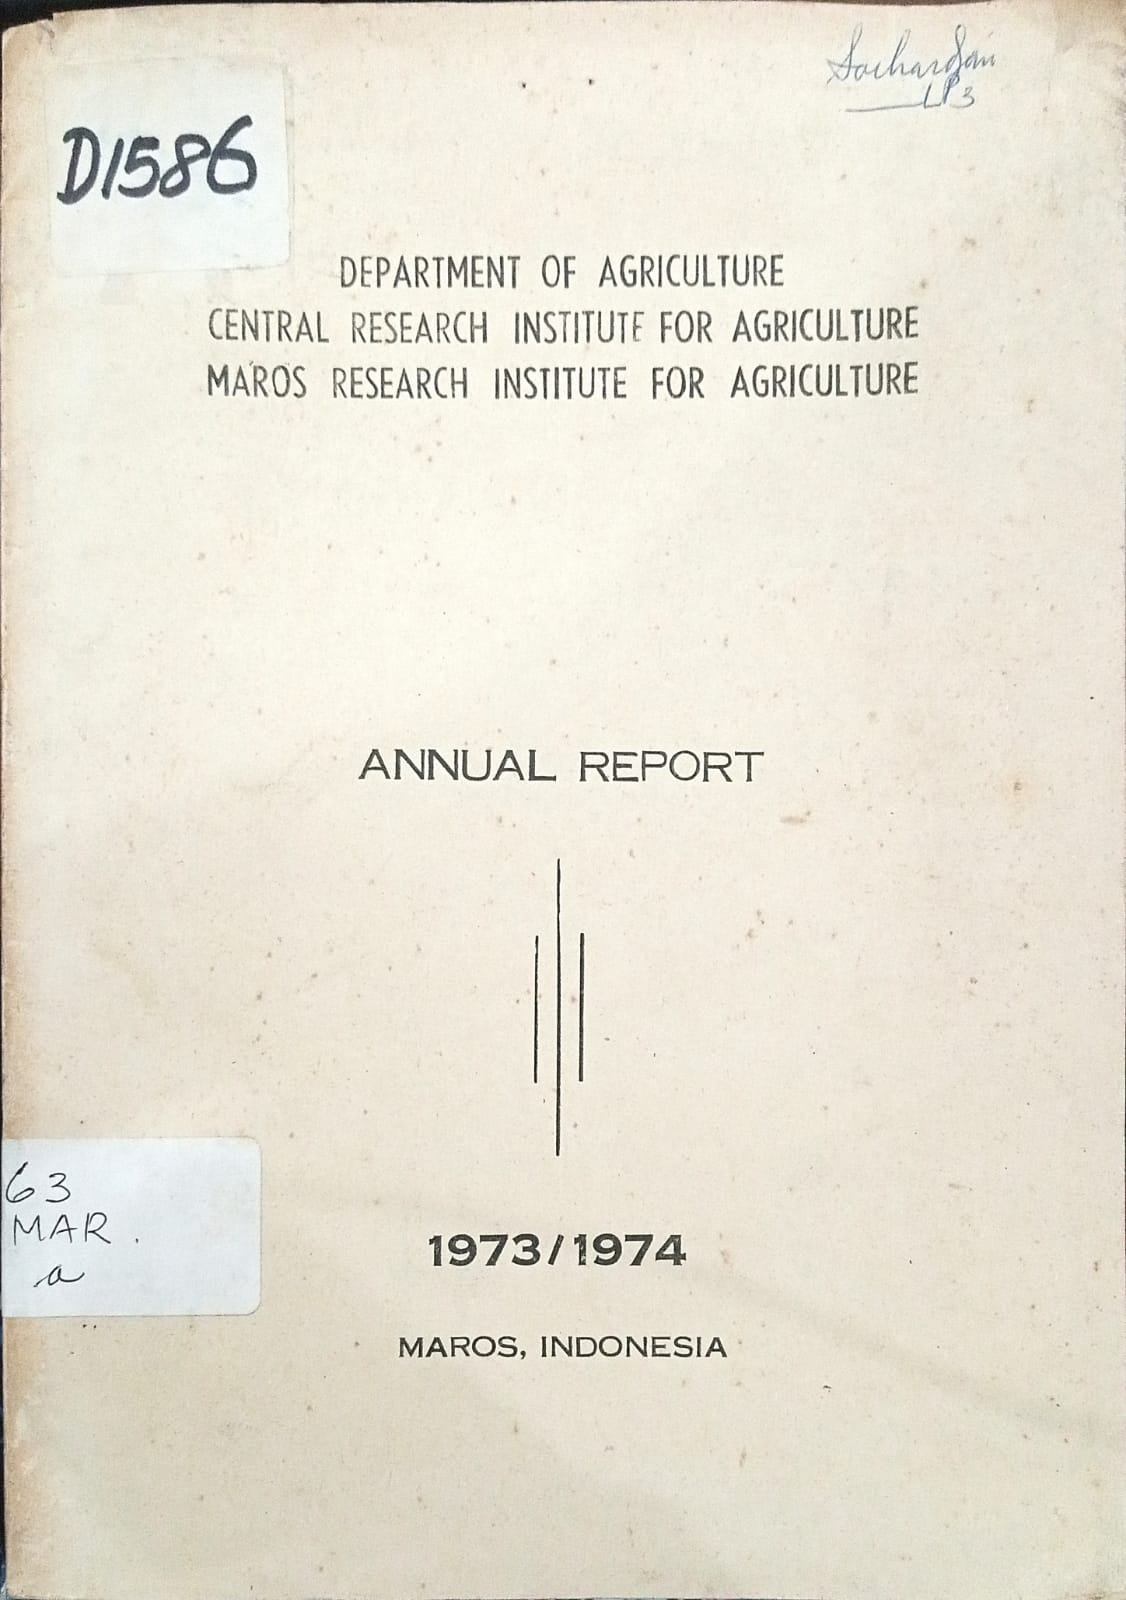 Soehardjan
LP3
D1586
DEPARTMENT OF AGRICULTURE
CENTRAL RESEARCH INSTITUTE FOR AGRICULTURE
MAROS RESEARCH INSTITUTE FOR AGRICULTURE
ANNUAL REPORT
63
MAR.
a
1973/1974
MAROS, INDONESIA